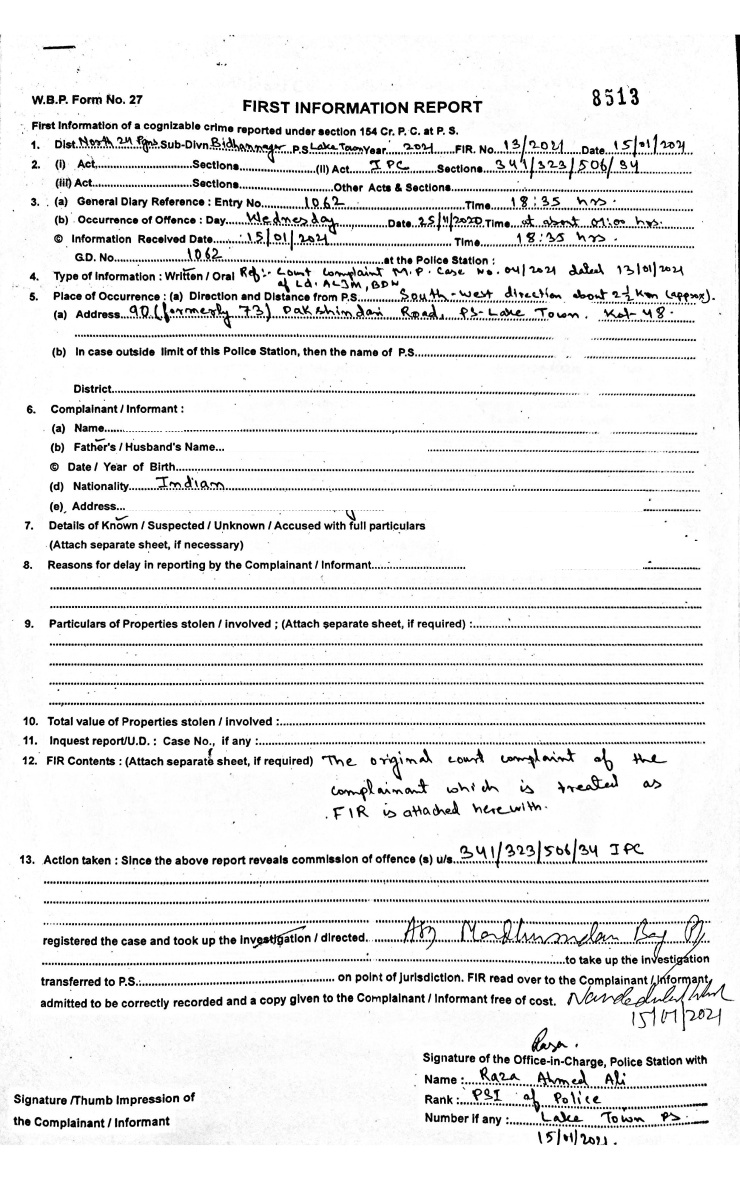 W.B.P. Form No. 27
8513
FIRST INFORMATION REPORT
First Information of a cognizable crime reported under section 154 Cr. P. C. at P. S.
1. Dist. North 24 Pgns Sub-Divn. Bidhannagar P.S. Lake Town Year. 2021 FIR. No. 13/2021 Date 15/01/2021
2. (i) Act. Sections (ii) Act. IPC Sections 341/323/506/34
(iii) Act. Sections Other Acts & Sections
3. (a) General Diary Reference : Entry No. 1062 Time 18:35 hrs.
(b) Occurrence of Offence : Day Wednesday Date 25/11/2020 Time at about 01:00 hrs.
© Information Received Date 15/01/2021 Time 18:35 hrs.
G.D. No. 1062 at the Police Station :
4. Type of Information : Written / Oral Ref:- Court complaint M.P. Case No. 04/2021 dated 13/01/2021
of Ld. ACJM, BDN
5. Place of Occurrence : (a) Direction and Distance from P.S. South-west direction about 2½ Km (approx).
(a) Address 90 (formerly 73) Dakshindari Road, PS- Lake Town. Kol-48.
(b) In case outside limit of this Police Station, then the name of P.S.
District
6. Complainant / Informant :
(a) Name
(b) Father's / Husband's Name
© Date / Year of Birth
(d) Nationality Indian
(e) Address
7. Details of Known / Suspected / Unknown / Accused with full particulars
(Attach separate sheet, if necessary)
8. Reasons for delay in reporting by the Complainant / Informant
9. Particulars of Properties stolen / involved ; (Attach separate sheet, if required) :
10. Total value of Properties stolen / involved :
11. Inquest report/U.D. : Case No., if any :
12. FIR Contents : (Attach separate sheet, if required) The original court complaint of the
complainant which is treated as
FIR is attached herewith.
13. Action taken : Since the above report reveals commission of offence (s) u/s. 341/323/506/34 IPC
registered the case and took up the investigation / directed. ASI Madhusudan Bag
to take up the investigation
transferred to P.S. on point of jurisdiction. FIR read over to the Complainant / Informant,
admitted to be correctly recorded and a copy given to the Complainant / Informant free of cost.
15/01/2021
Raza.
Signature of the Office-in-Charge, Police Station with
Name : Raza Ahmed Ali
Rank : PSI of Police
Number if any : Lake Town PS
15/01/2021.
Signature /Thumb Impression of
the Complainant / Informant